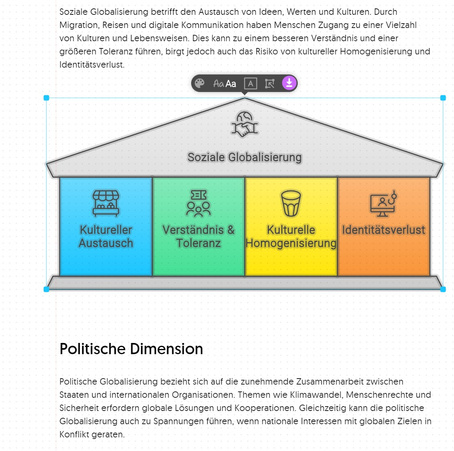 Soziale Globalisierung betrifft den Austausch von Ideen, Werten und Kulturen. Durch
Migration, Reisen und digitale Kommunikation haben Menschen Zugang zu einer Vielzahl
von Kulturen und Lebensweisen. Dies kann zu einem besseren Verständnis und einer
größeren Toleranz führen, birgt jedoch auch das Risiko von kultureller Homogenisierung und
Identitätsverlust.
AaAa A
Soziale Globalisierung
Kultureller
Austausch
Verständnis &
Toleranz
Kulturelle
Homogenisierung
Identitätsverlust
Politische Dimension
Politische Globalisierung bezieht sich auf die zunehmende Zusammenarbeit zwischen
Staaten und internationalen Organisationen. Themen wie Klimawandel, Menschenrechte und
Sicherheit erfordern globale Lösungen und Kooperationen. Gleichzeitig kann die politische
Globalisierung auch zu Spannungen führen, wenn nationale Interessen mit globalen Zielen in
Konflikt geraten.